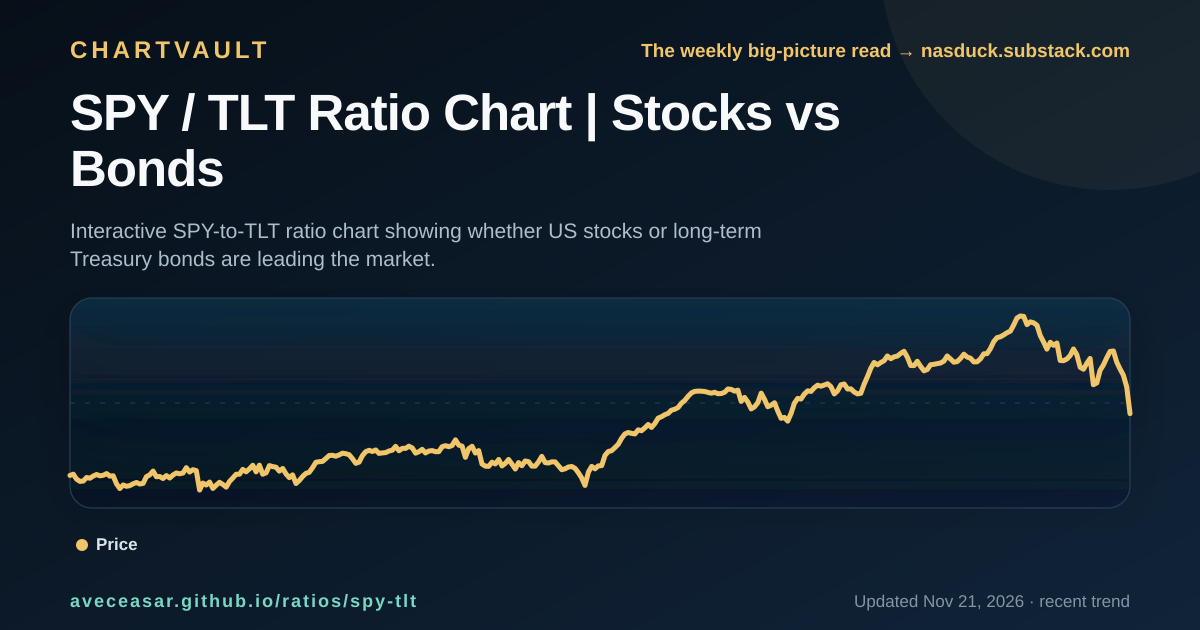 CHARTVAULT
The weekly big-picture read → nasduck.substack.com
SPY / TLT Ratio Chart | Stocks vs
Bonds
Interactive SPY-to-TLT ratio chart showing whether US stocks or long-term
Treasury bonds are leading the market.
Price
aveceasar.github.io/ratios/spy-tlt
Updated Nov 21, 2026 · recent trend